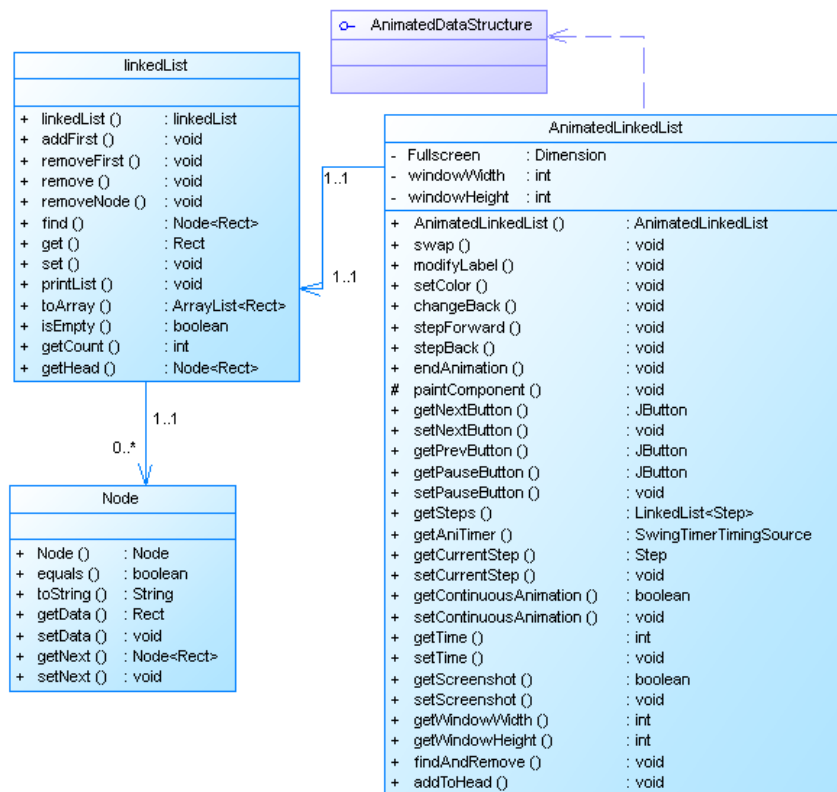 AnimatedDataStructure
linkedList
+ linkedList () : linkedList
+ addFirst () : void
+ removeFirst () : void
+ remove () : void
+ removeNode () : void
+ find () : Node<Rect>
+ get () : Rect
+ set () : void
+ printList () : void
+ toArray () : ArrayList<Rect>
+ isEmpty () : boolean
+ getCount () : int
+ getHead () : Node<Rect>
1..1
1..1
1..1
0..*
Node
+ Node () : Node
+ equals () : boolean
+ toString () : String
+ getData () : Rect
+ setData () : void
+ getNext () : Node<Rect>
+ setNext () : void
AnimatedLinkedList
- Fullscreen : Dimension
- windowWidth : int
- windowHeight : int
+ AnimatedLinkedList () : AnimatedLinkedList
+ swap () : void
+ modifyLabel () : void
+ setColor () : void
+ changeBack () : void
+ stepForward () : void
+ stepBack () : void
+ endAnimation () : void
# paintComponent () : void
+ getNextButton () : JButton
+ setNextButton () : void
+ getPrevButton () : JButton
+ getPauseButton () : JButton
+ setPauseButton () : void
+ getSteps () : LinkedList<Step>
+ getAniTimer () : SwingTimerTimingSource
+ getCurrentStep () : Step
+ setCurrentStep () : void
+ getContinuousAnimation () : boolean
+ setContinuousAnimation () : void
+ getTime () : int
+ setTime () : void
+ getScreenshot () : boolean
+ setScreenshot () : void
+ getWindowWidth () : int
+ getWindowHeight () : int
+ findAndRemove () : void
+ addToHead () : void